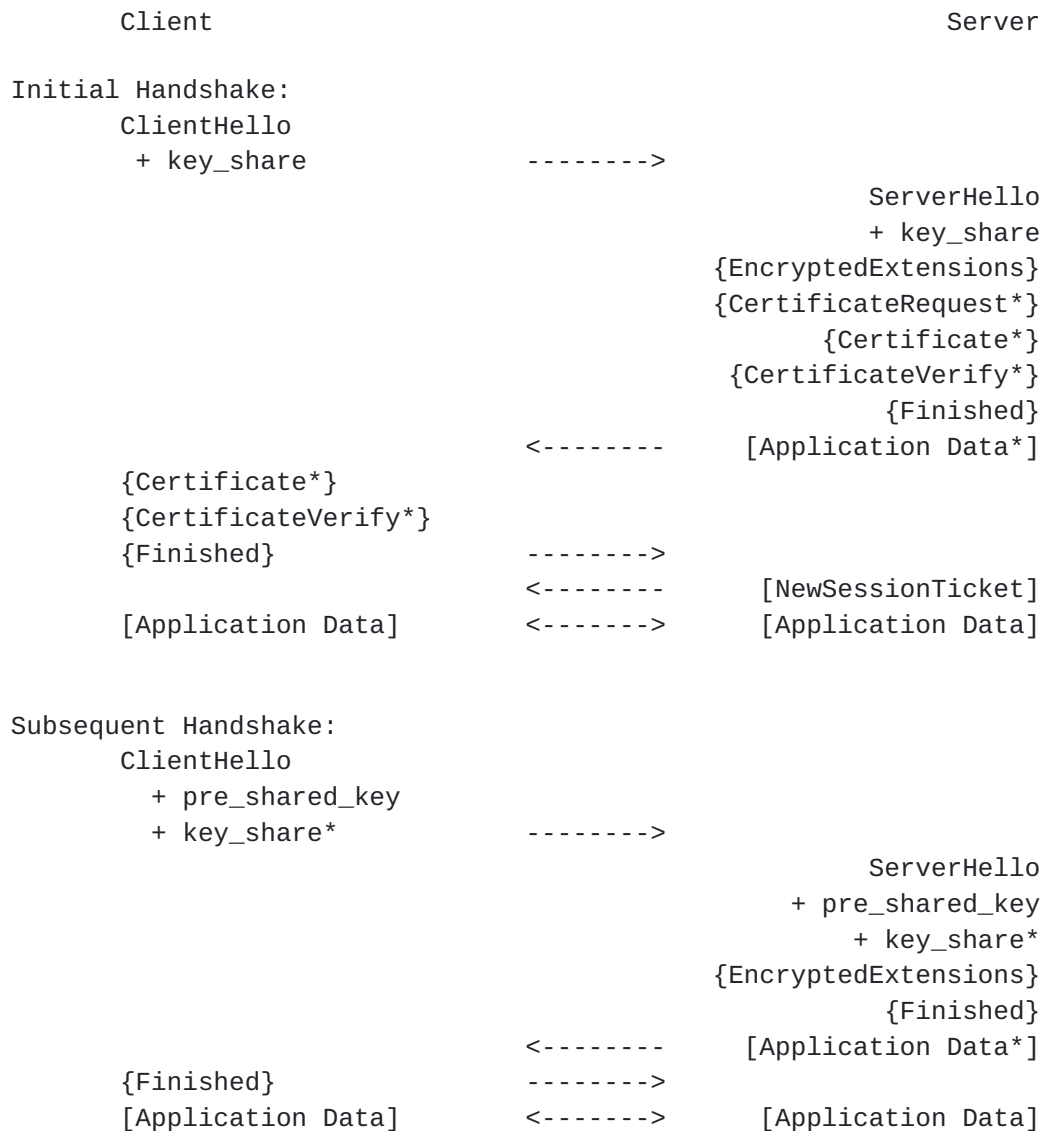 Client Server
Initial Handshake:
ClientHello
+ key_share -------->
ServerHello
+ key_share
{EncryptedExtensions}
{CertificateRequest*}
{Certificate*}
{CertificateVerify*}
{Finished}
<-------- [Application Data*]
{Certificate*}
{CertificateVerify*}
{Finished} -------->
<-------- [NewSessionTicket]
[Application Data] <-------> [Application Data]
Subsequent Handshake:
ClientHello
+ pre_shared_key
+ key_share* -------->
ServerHello
+ pre_shared_key
+ key_share*
{EncryptedExtensions}
{Finished}
<-------- [Application Data*]
{Finished} -------->
[Application Data] <-------> [Application Data]